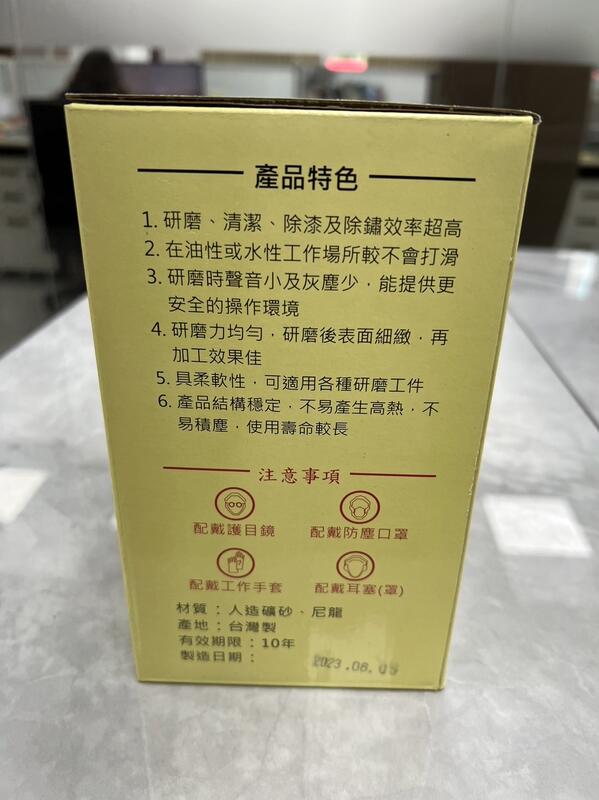 產品特色
1. 研磨、清潔、除漆及除鏽效率超高
2. 在油性或水性工作場所較不會打滑
3. 研磨時聲音小及灰塵少，能提供更
安全的操作環境
4. 研磨力均勻，研磨後表面細緻，再
加工效果佳
5. 具柔軟性，可適用各種研磨工件
6. 產品結構穩定，不易產生高熱，不
易積塵，使用壽命較長
注意事項
配戴護目鏡 配戴防塵口罩
配戴工作手套 配戴耳塞(罩)
材質：人造礦砂、尼龍
產地：台灣製
有效期限：10年
製造日期： 2023.06.05